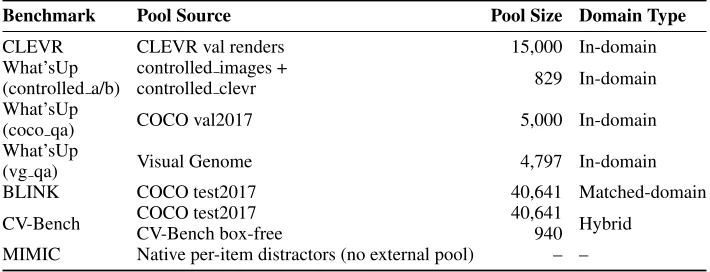 Benchmark Pool Source Pool Size Domain Type
CLEVR CLEVR val renders 15,000 In-domain
What'sUp (controlled_a/b) controlled_images + controlled_clevr 829 In-domain
What'sUp (coco_qa) COCO val2017 5,000 In-domain
What'sUp (vg_qa) Visual Genome 4,797 In-domain
BLINK COCO test2017 40,641 Matched-domain
CV-Bench COCO test2017 40,641 Hybrid
CV-Bench box-free 940
MIMIC Native per-item distractors (no external pool) – –